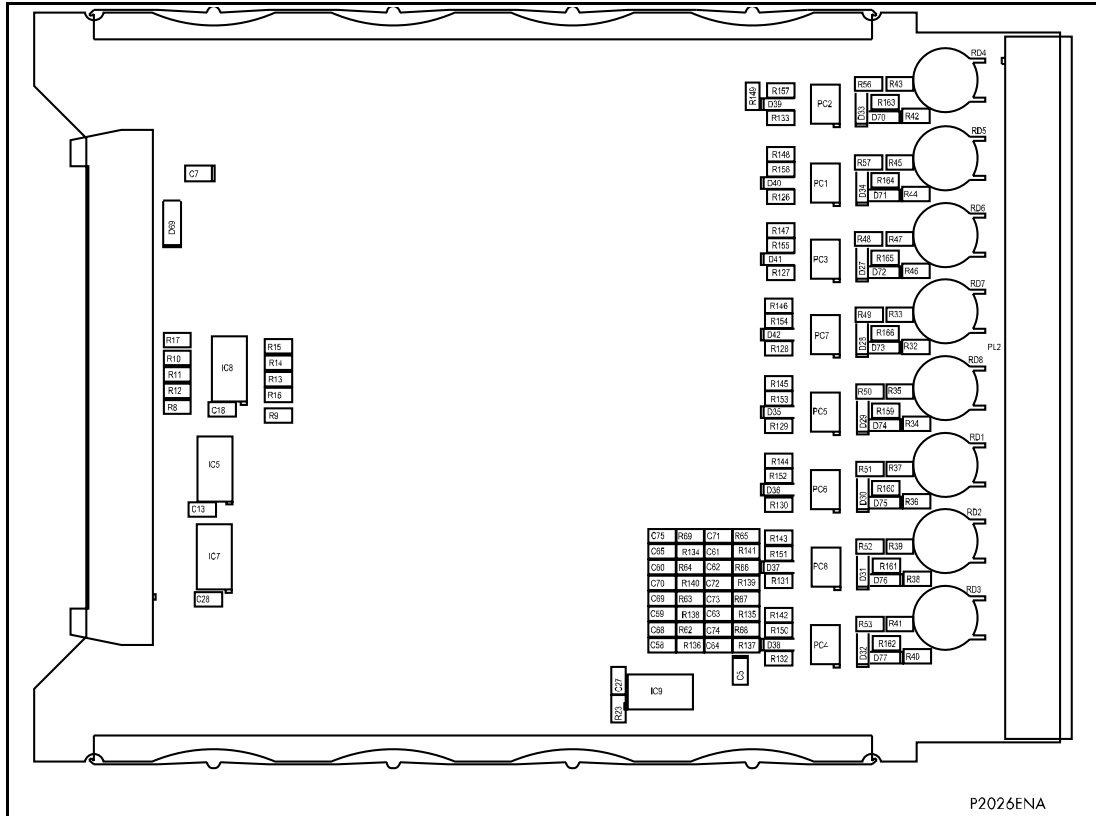 RD4
R157
R149
D39
R133
PC2
R56
R43
R163
D33
D70
R42
C7
R148
R158
D40
R126
PC1
R57
R45
R164
D34
D71
R44
RD5
D69
R147
R155
D41
R127
PC3
R48
R47
R165
D27
D72
R46
RD6
R146
R154
D42
R128
PC7
R49
R33
R166
D28
D73
R32
RD7
PL2
R17
R10
R11
R12
R8
IC8
C18
R15
R14
R13
R16
R9
R145
R153
D35
R129
PC5
R50
R35
R159
D29
D74
R34
RD8
IC5
C13
R144
R152
D36
R130
PC6
R51
R37
R160
D30
D75
R36
RD1
IC7
C28
C75 R69 C71 R65
C65 R134 C61 R141
C60 R64 C62 R66
C70 R140 C72 R139
C69 R63 C73 R67
C59 R138 C63 R135
C68 R62 C74 R68
C58 R136 C64 R137
R143
R151
D37
R131
PC8
R52
R39
R161
D31
D76
R38
RD2
R142
R150
D38
R132
PC4
R53
R41
R162
D32
D77
R40
RD3
C5
C27
R23
IC9
P2026ENA